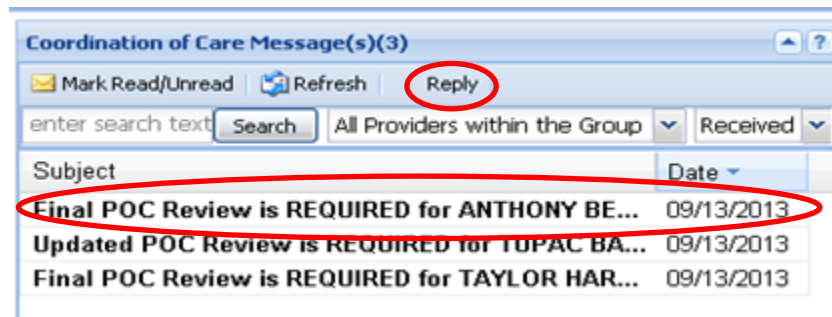 Coordination of Care Message(s)(3) ?
Mark Read/Unread Refresh Reply
enter search text Search All Providers within the Group Received
Subject Date
Final POC Review is REQUIRED for ANTHONY BE... 09/13/2013
Updated POC Review is REQUIRED for TUPAC BA... 09/13/2013
Final POC Review is REQUIRED for TAYLOR HAR... 09/13/2013